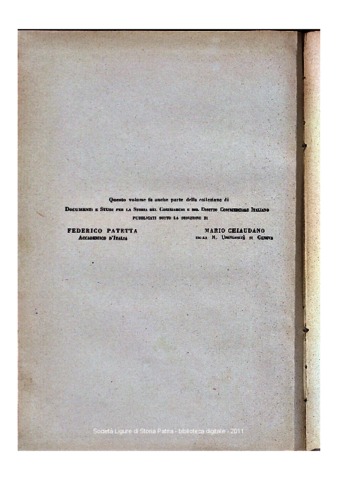 Questo volume fa anche parte della collezione di
DOCUMENTI E STUDI PER LA STORIA DEL COMMERCIO E DEL DIRITTO COMMERCIALE ITALIANO
PUBBLICATI SOTTO LA DIREZIONE DI
FEDERICO PATETTA MARIO CHIAUDANO
ACCADEMICO D'ITALIA DELLA R. UNIVERSITÀ DI GENOVA
Società Ligure di Storia Patria - biblioteca digitale - 2011